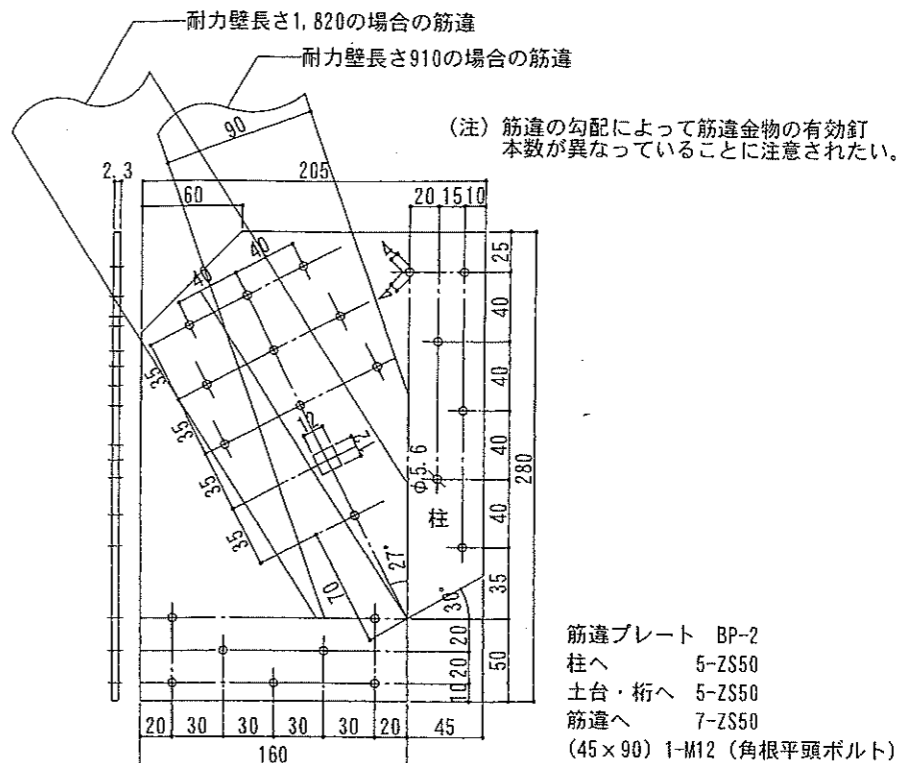 耐力壁長さ1,820の場合の筋違
耐力壁長さ910の場合の筋違
(注) 筋違の勾配によって筋違金物の有効釘
本数が異なっていることに注意されたい。
90
2.3
205
60
20 15 10
25
40
40
4
4
40
35
40
35
40
12
12
35
φ5.6
280
柱
40
35
27°
70
30°
35
20
20
10
50
20 30 30 30 30 20 45
160
筋違プレート BP-2
柱へ 5-ZS50
土台・桁へ 5-ZS50
筋違へ 7-ZS50
(45×90) 1-M12 (角根平頭ボルト)